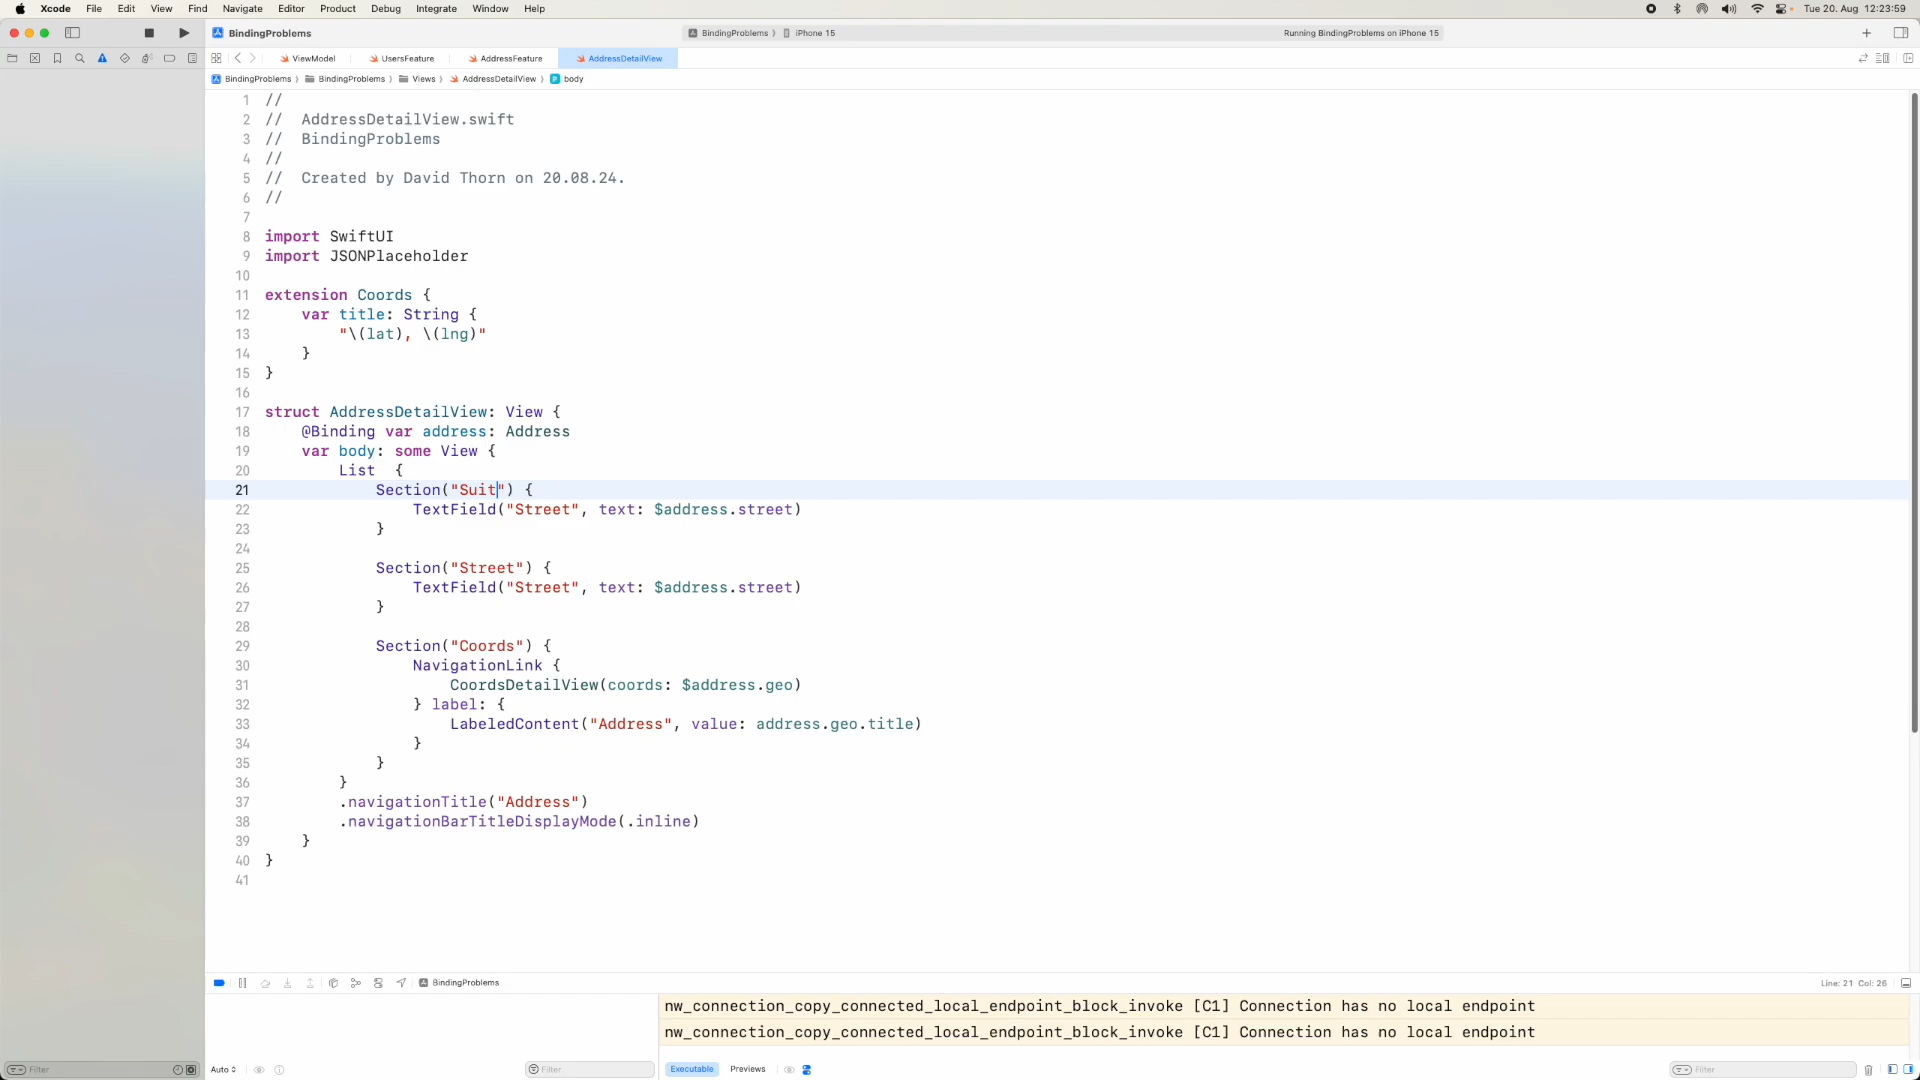 Xcode File Edit View Find Navigate Editor Product Debug Integrate Window Help Tue 20. Aug 12:23:59
BindingProblems BindingProblems iPhone 15 Running BindingProblems on iPhone 15
ViewModel UsersFeature AddressFeature AddressDetailView
BindingProblems BindingProblems Views AddressDetailView P body
1 //
2 // AddressDetailView.swift
3 // BindingProblems
4 //
5 // Created by David Thorn on 20.08.24.
6 //
7
8 import SwiftUI
9 import JSONPlaceholder
10
11 extension Coords {
12 var title: String {
13 "\(lat), \(lng)"
14 }
15 }
16
17 struct AddressDetailView: View {
18 @Binding var address: Address
19 var body: some View {
20 List  {
21 Section("Suit") {
22 TextField("Street", text: $address.street)
23 }
24
25 Section("Street") {
26 TextField("Street", text: $address.street)
27 }
28
29 Section("Coords") {
30 NavigationLink {
31 CoordsDetailView(coords: $address.geo)
32 } label: {
33 LabeledContent("Address", value: address.geo.title)
34 }
35 }
36 }
37 .navigationTitle("Address")
38 .navigationBarTitleDisplayMode(.inline)
39 }
40 }
41
BindingProblems Line: 21 Col: 26
nw_connection_copy_connected_local_endpoint_block_invoke [C1] Connection has no local endpoint
nw_connection_copy_connected_local_endpoint_block_invoke [C1] Connection has no local endpoint
Filter Auto Filter Executable Previews Filter